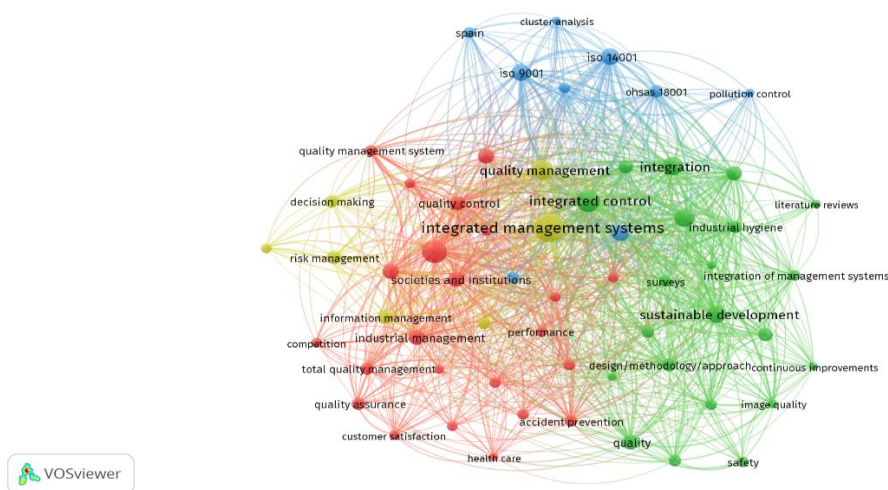 cluster analysis
spain
iso 14001
iso 9001
ohsas 18001
pollution control
quality management system
quality management
integration
decision making
quality control
integrated control
literature reviews
integrated management systems
industrial hygiene
risk management
societies and institutions
surveys
integration of management systems
information management
sustainable development
competition
industrial management
performance
total quality management
design/methodology/approach
continuous improvements
quality assurance
image quality
accident prevention
customer satisfaction
quality
health care
safety
VOSviewer